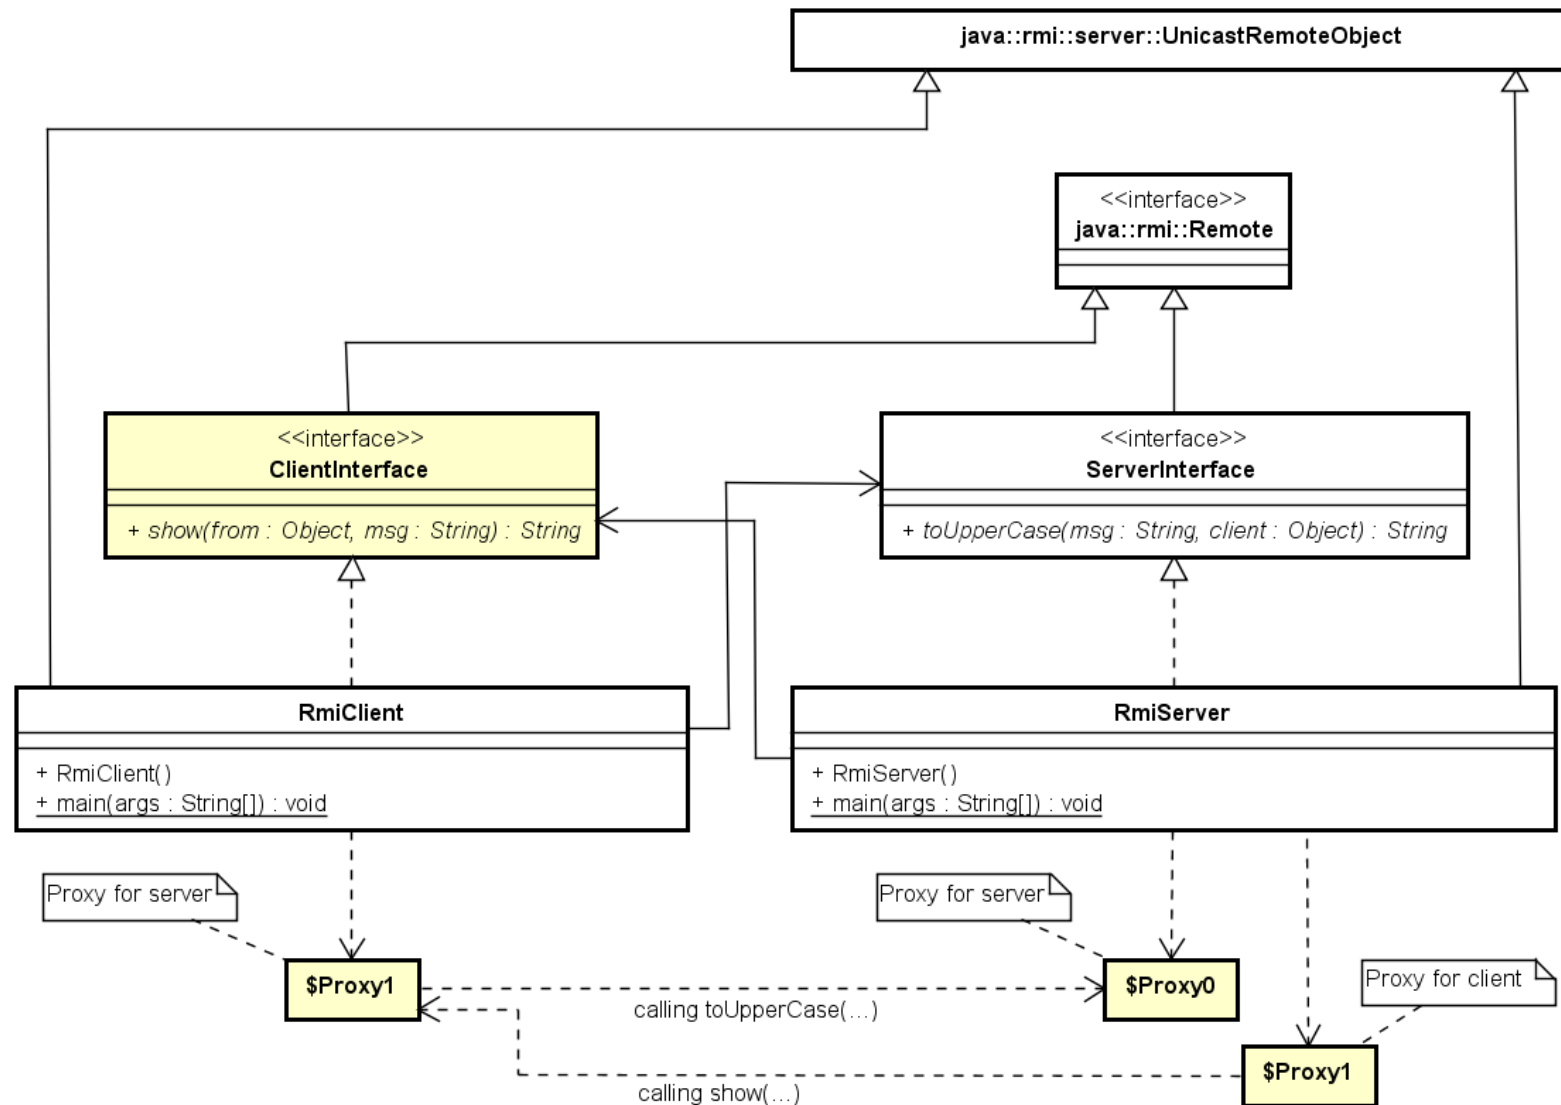 java::rmi::server::UnicastRemoteObject
<<interface>>
java::rmi::Remote
<<interface>>
ClientInterface
+ show(from : Object, msg : String) : String
<<interface>>
ServerInterface
+ toUpperCase(msg : String, client : Object) : String
RmiClient
+ RmiClient()
+ main(args : String[]) : void
RmiServer
+ RmiServer()
+ main(args : String[]) : void
Proxy for server
Proxy for server
Proxy for client
$Proxy1
$Proxy0
calling toUpperCase(...)
$Proxy1
calling show(...)